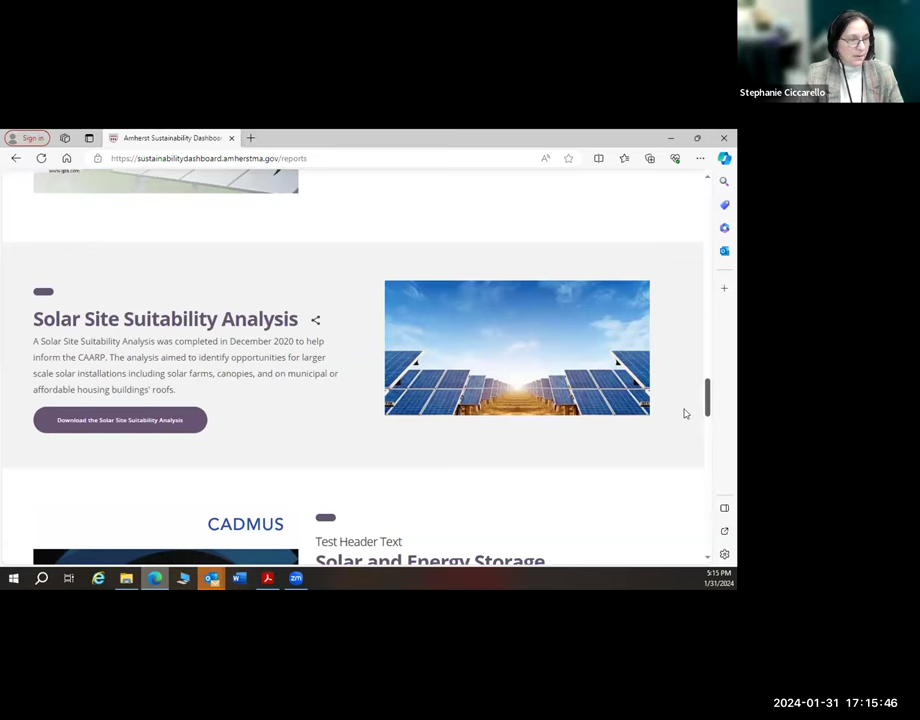 Stephanie Ciccarello
Sign in
Amherst Sustainability Dashboa
https://sustainabilitydashboard.amherstma.gov/reports
www.gza.com
Solar Site Suitability Analysis
A Solar Site Suitability Analysis was completed in December 2020 to help
inform the CAARP. The analysis aimed to identify opportunities for larger
scale solar installations including solar farms, canopies, and on municipal or
affordable housing buildings' roofs.
Download the Solar Site Suitability Analysis
CADMUS
Test Header Text
Solar and Energy Storage
5:15 PM
1/31/2024
2024-01-31 17:15:46